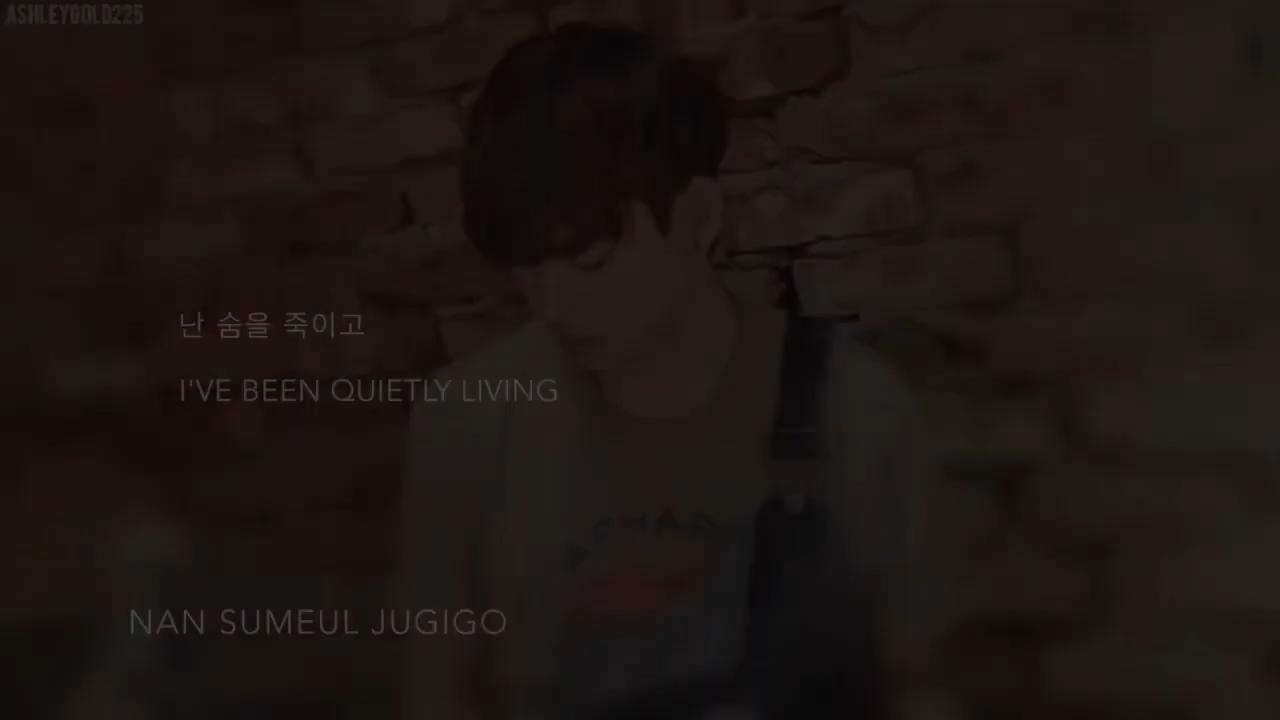 ASHLEYGOLD225
난 숨을 죽이고
I'VE BEEN QUIETLY LIVING
NAN SUMEUL JUGIGO